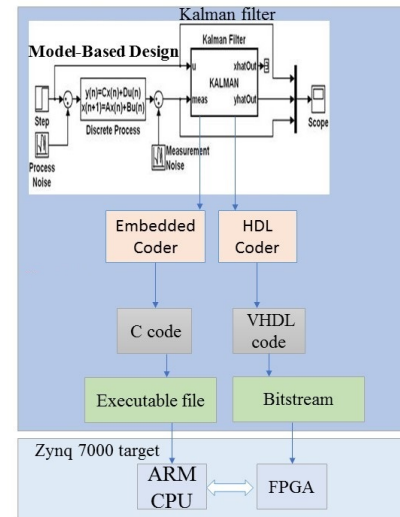 Kalman filter
Model-Based Design
Kalman Filter
u
KALMAN
xhatOut
meas
yhatOut
y(n)=Cx(n)+Du(n)
x(n+1)=Ax(n)+Bu(n)
Step
Discrete Process
Scope
Process
Noise
Measurement
Noise
Embedded
Coder
HDL
Coder
C code
VHDL
code
Executable file
Bitstream
Zynq 7000 target
ARM
CPU
FPGA